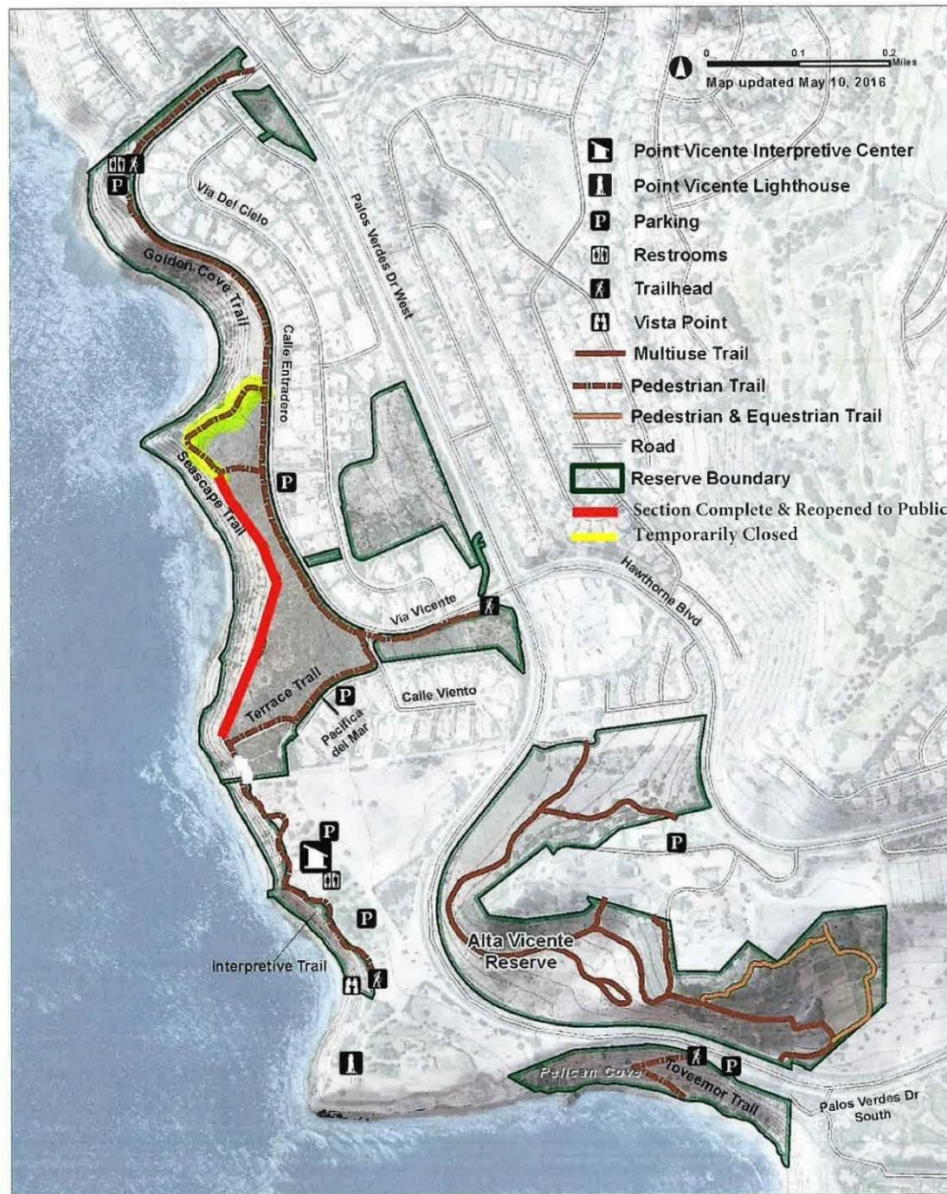 0 0.1 0.2
Miles
Map updated May 10, 2016
Point Vicente Interpretive Center
Point Vicente Lighthouse
P Parking
Restrooms
Trailhead
Vista Point
Multiuse Trail
Pedestrian Trail
Pedestrian & Equestrian Trail
Road
Reserve Boundary
Section Complete & Reopened to Public
Temporarily Closed
P
Via Del Cielo
Palos Verdes Dr West
Golden Cove Trail
Calle Entradero
Seascape Trail
P
Hawthorne Blvd
Via Vicente
Terrace Trail
P
Calle Viento
Pacifica
del Mar
P
P
P
Interpretive Trail
Alta Vicente
Reserve
Pelican Cove
P
Toveemor Trail
Palos Verdes Dr
South